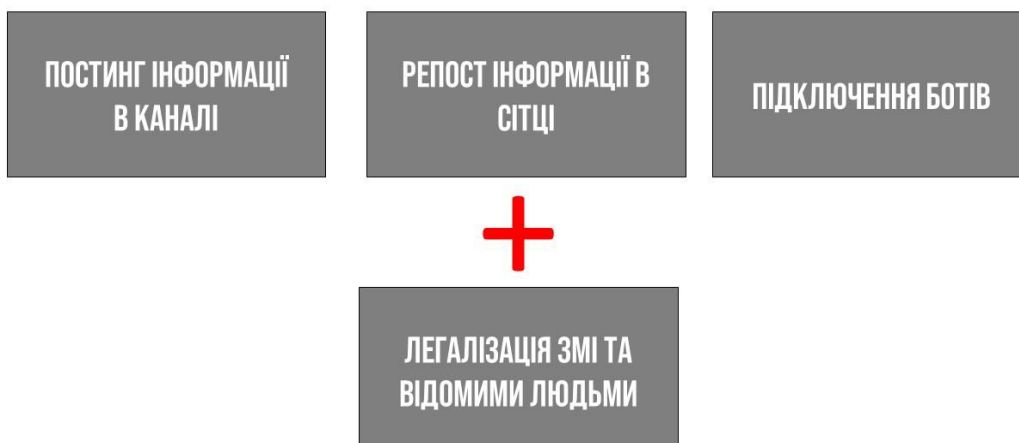 ПОСТИНГ ІНФОРМАЦІЇ
В КАНАЛІ
РЕПОСТ ІНФОРМАЦІЇ В
СІТЦІ
ПІДКЛЮЧЕННЯ БОТІВ
+
ЛЕГАЛІЗАЦІЯ ЗМІ ТА
ВІДОМИМИ ЛЮДЬМИ